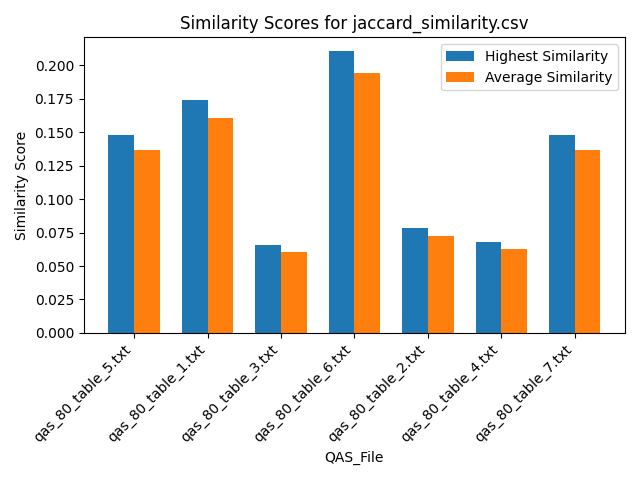 Similarity Scores for jaccard_similarity.csv
Highest Similarity
Average Similarity
Similarity Score
0.200
0.175
0.150
0.125
0.100
0.075
0.050
0.025
0.000
qas_80_table_5.txt
qas_80_table_1.txt
qas_80_table_3.txt
qas_80_table_6.txt
qas_80_table_2.txt
qas_80_table_4.txt
qas_80_table_7.txt
QAS_File